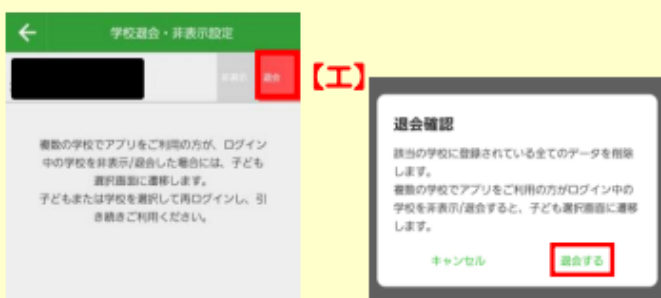 学校退会・非表示設定
非表示 退会
【エ】
複数の学校でアプリをご利用の方が、ログイン
中の学校を非表示/退会した場合には、子ども
選択画面に遷移します。
子どもまたは学校を選択して再ログインし、引
き続きご利用ください。
退会確認
該当の学校に登録されている全てのデータを削除
します。
複数の学校でアプリをご利用の方がログイン中の
学校を非表示/退会すると、子ども選択画面に遷移
します。
キャンセル 退会する